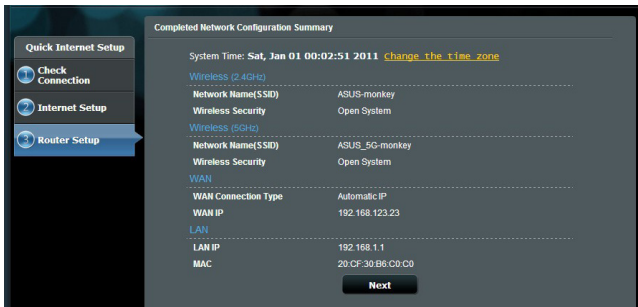 Completed Network Configuration Summary
Quick Internet Setup
1 Check Connection
2 Internet Setup
3 Router Setup
System Time: Sat, Jan 01 00:02:51 2011 Change the time zone
Wireless (2.4GHz)
Network Name(SSID) ASUS-monkey
Wireless Security Open System
Wireless (5GHz)
Network Name(SSID) ASUS_5G-monkey
Wireless Security Open System
WAN
WAN Connection Type Automatic IP
WAN IP 192.168.123.23
LAN
LAN IP 192.168.1.1
MAC 20:CF:30:B6:C0:C0
Next